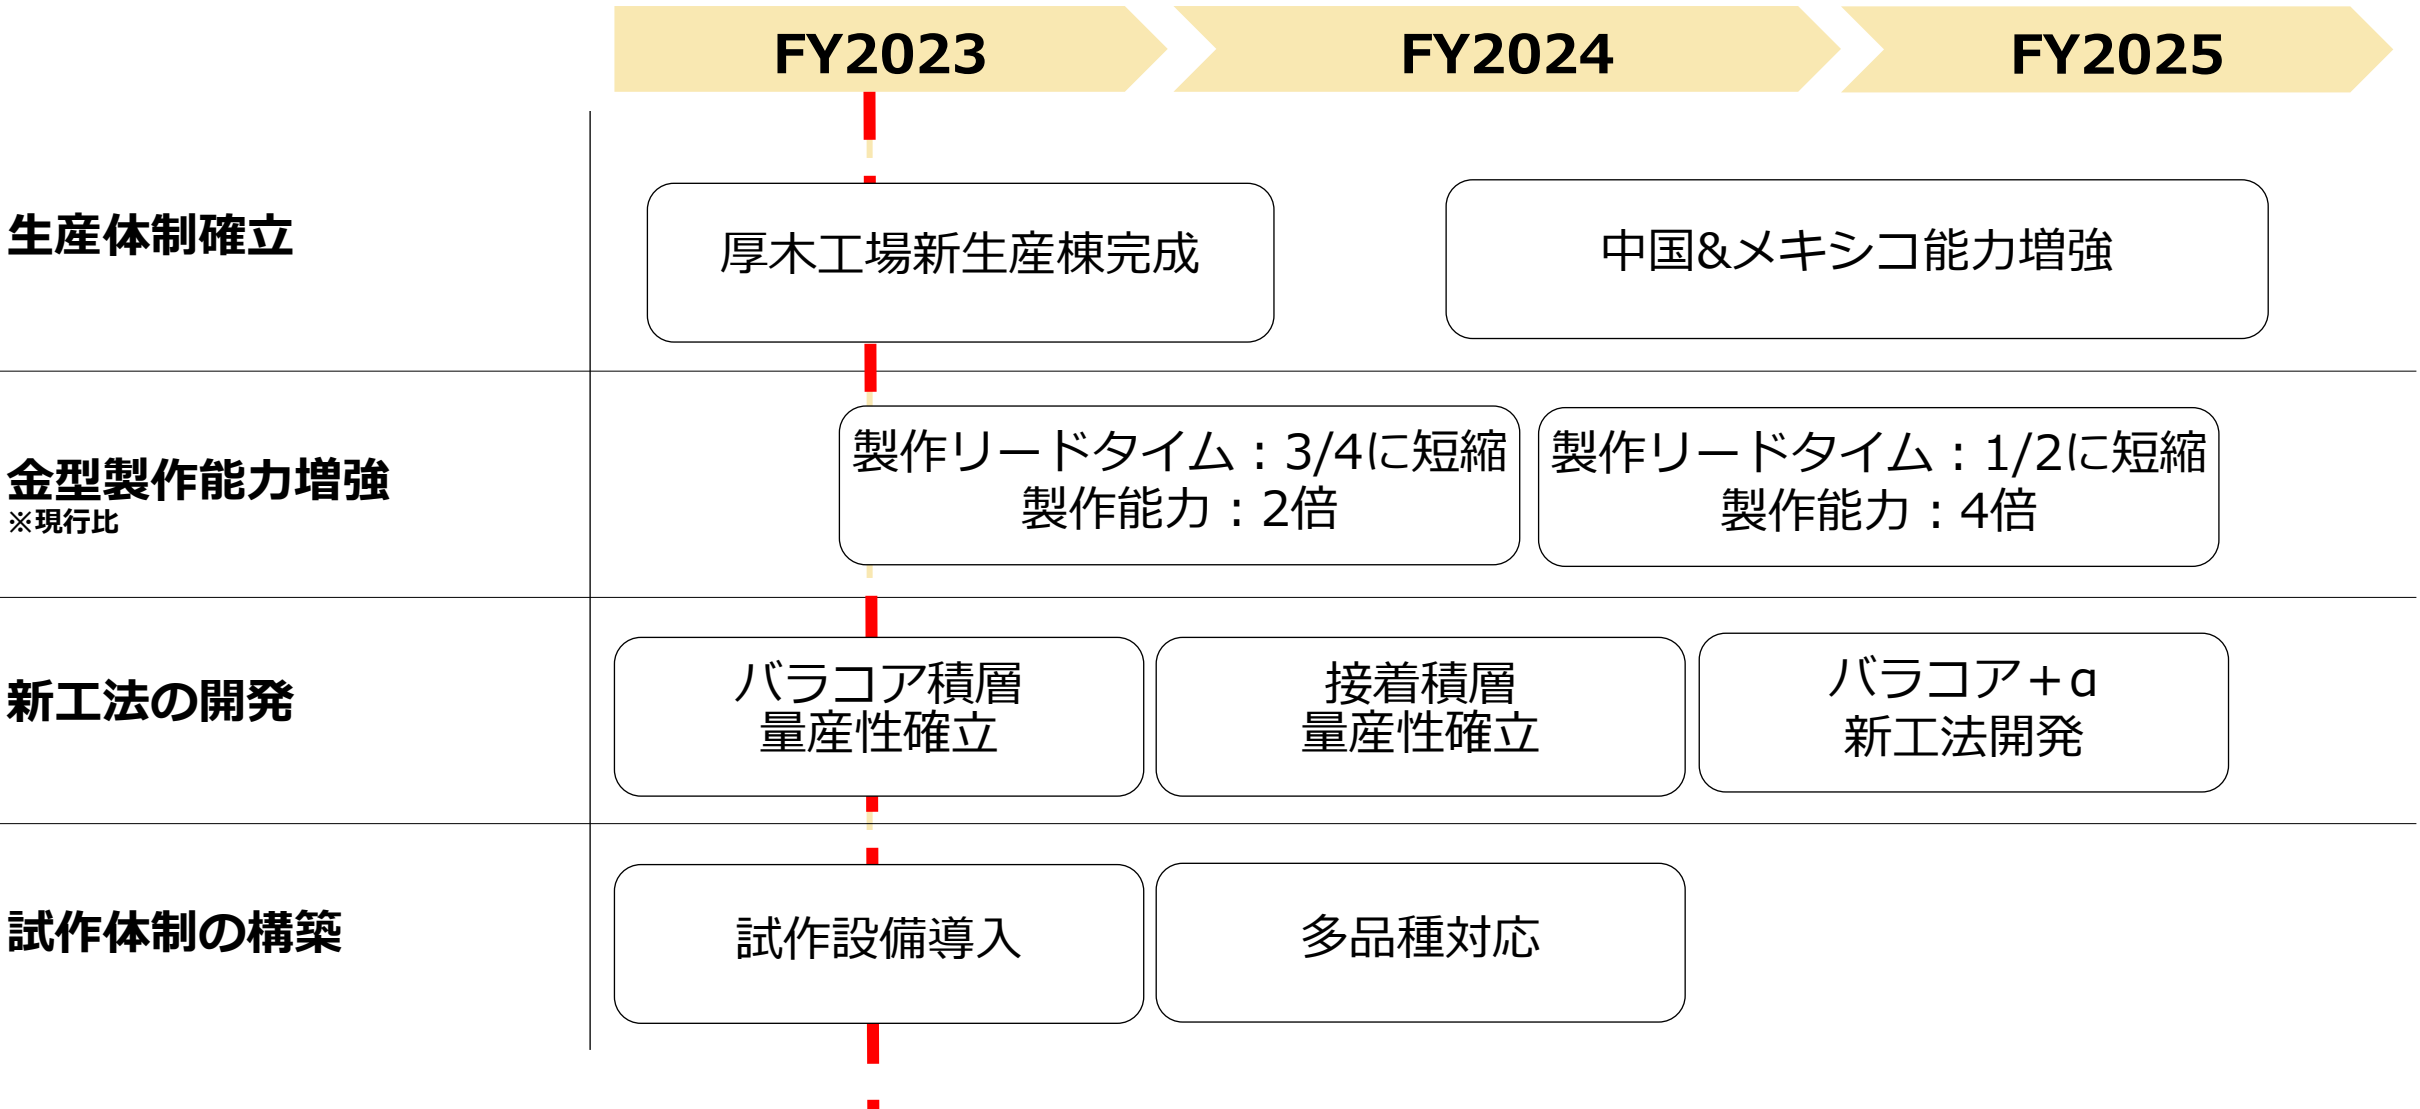 FY2023
FY2024
FY2025
生産体制確立
厚木工場新生産棟完成
中国&メキシコ能力増強
金型製作能力増強
※現行比
製作リードタイム：3/4に短縮
製作能力：2倍
製作リードタイム：1/2に短縮
製作能力：4倍
新工法の開発
バラコア積層
量産性確立
接着積層
量産性確立
バラコア＋α
新工法開発
試作体制の構築
試作設備導入
多品種対応